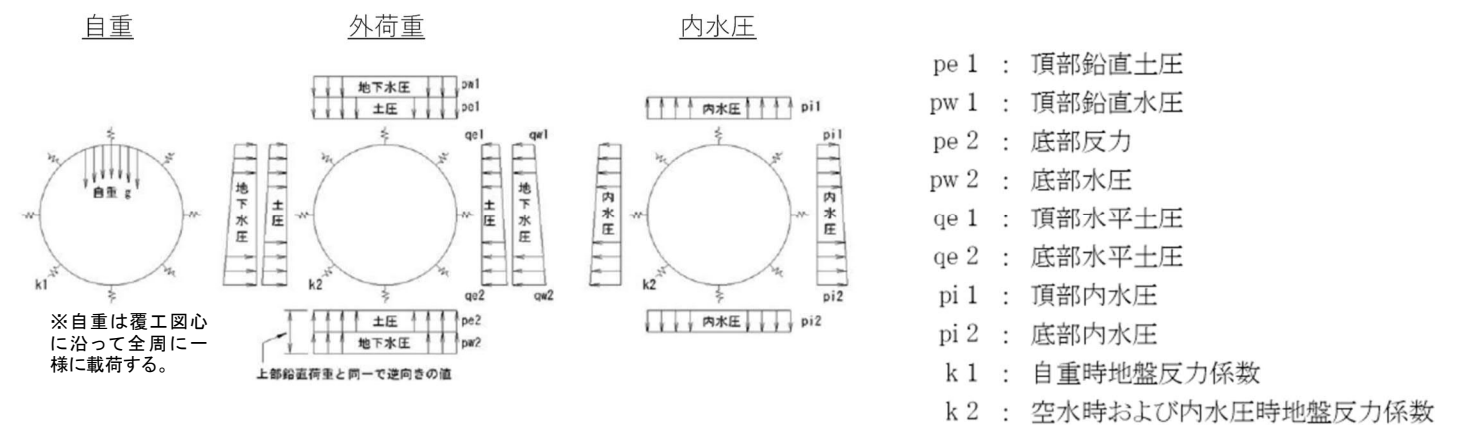 自重
外荷重
内水圧
自重 g
k1
※自重は覆工図心
に沿って全周に一
様に載荷する。
地下水圧
pw1
土圧
pe1
qe1
qw1
地下水圧
土圧
土圧
地下水圧
k2
qe2
qw2
土圧
pe2
地下水圧
pw2
上部鉛直荷重と同一で逆向きの値
内水圧
pi1
pi1
内水圧
内水圧
k2
pi2
内水圧
pi2
pe 1 : 頂部鉛直土圧
pw 1 : 頂部鉛直水圧
pe 2 : 底部反力
pw 2 : 底部水圧
qe 1 : 頂部水平土圧
qe 2 : 底部水平土圧
pi 1 : 頂部内水圧
pi 2 : 底部内水圧
k 1 : 自重時地盤反力係数
k 2 : 空水時および内水圧時地盤反力係数